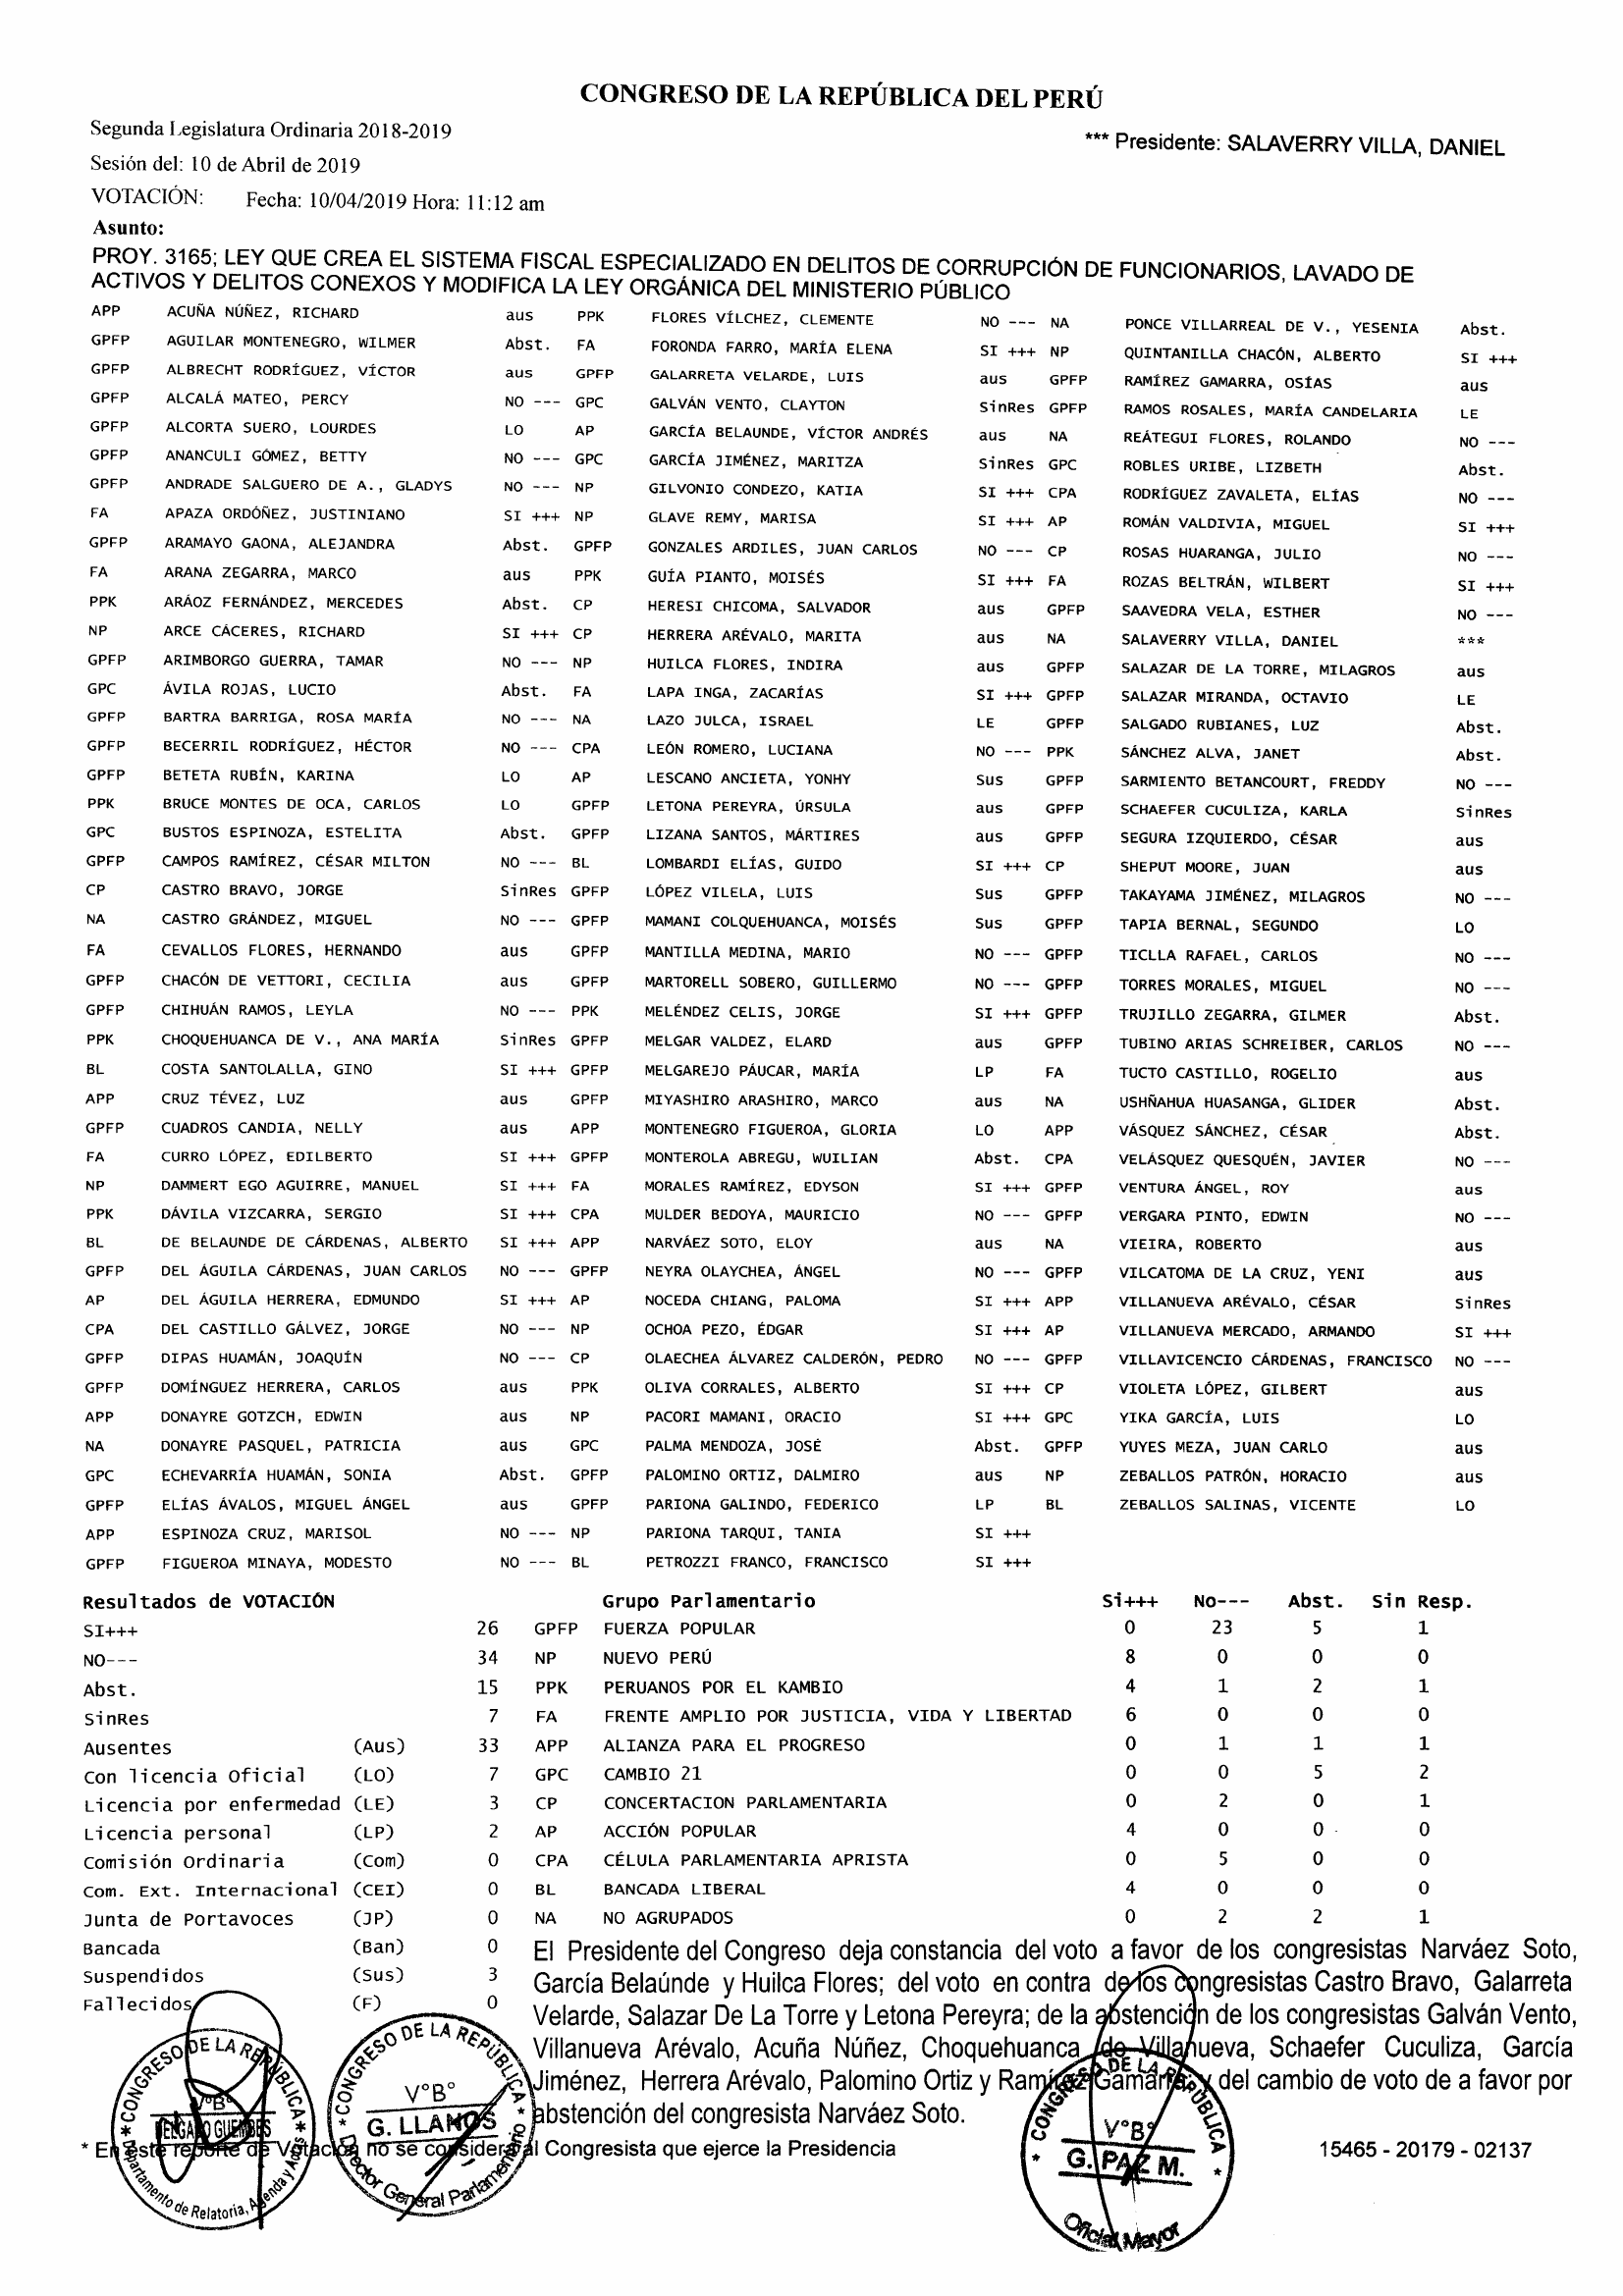 CONGRESO DE LA REPÚBLICA DEL PERÚ
Segunda Legislatura Ordinaria 2018-2019
*** Presidente: SALAVERRY VILLA, DANIEL
Sesión del: 10 de Abril de 2019
VOTACIÓN: Fecha: 10/04/2019 Hora: 11:12 am
Asunto:
PROY. 3165; LEY QUE CREA EL SISTEMA FISCAL ESPECIALIZADO EN DELITOS DE CORRUPCIÓN DE FUNCIONARIOS, LAVADO DE
ACTIVOS Y DELITOS CONEXOS Y MODIFICA LA LEY ORGÁNICA DEL MINISTERIO PÚBLICO
APP ACUÑA NÚÑEZ, RICHARD aus PPK FLORES VÍLCHEZ, CLEMENTE NO --- NA PONCE VILLARREAL DE V., YESENIA Abst.
GPFP AGUILAR MONTENEGRO, WILMER Abst. FA FORONDA FARRO, MARÍA ELENA SI +++ NP QUINTANILLA CHACÓN, ALBERTO SI +++
GPFP ALBRECHT RODRÍGUEZ, VÍCTOR aus GPFP GALARRETA VELARDE, LUIS aus GPFP RAMÍREZ GAMARRA, OSÍAS aus
GPFP ALCALÁ MATEO, PERCY NO --- GPC GALVÁN VENTO, CLAYTON SinRes GPFP RAMOS ROSALES, MARÍA CANDELARIA LE
GPFP ALCORTA SUERO, LOURDES LO AP GARCÍA BELAUNDE, VÍCTOR ANDRÉS aus NA REÁTEGUI FLORES, ROLANDO NO ---
GPFP ANANCULI GÓMEZ, BETTY NO --- GPC GARCÍA JIMÉNEZ, MARITZA SinRes GPC ROBLES URIBE, LIZBETH Abst.
GPFP ANDRADE SALGUERO DE A., GLADYS NO --- NP GILVONIO CONDEZO, KATIA SI +++ CPA RODRÍGUEZ ZAVALETA, ELÍAS NO ---
FA APAZA ORDÓÑEZ, JUSTINIANO SI +++ NP GLAVE REMY, MARISA SI +++ AP ROMÁN VALDIVIA, MIGUEL SI +++
GPFP ARAMAYO GAONA, ALEJANDRA Abst. GPFP GONZALES ARDILES, JUAN CARLOS NO --- CP ROSAS HUARANGA, JULIO NO ---
FA ARANA ZEGARRA, MARCO aus PPK GUÍA PIANTO, MOISÉS SI +++ FA ROZAS BELTRÁN, WILBERT SI +++
PPK ARÁOZ FERNÁNDEZ, MERCEDES Abst. CP HERESI CHICOMA, SALVADOR aus GPFP SAAVEDRA VELA, ESTHER NO ---
NP ARCE CÁCERES, RICHARD SI +++ CP HERRERA ARÉVALO, MARITA aus NA SALAVERRY VILLA, DANIEL ***
GPFP ARIMBORGO GUERRA, TAMAR NO --- NP HUILCA FLORES, INDIRA aus GPFP SALAZAR DE LA TORRE, MILAGROS aus
GPC ÁVILA ROJAS, LUCIO Abst. FA LAPA INGA, ZACARÍAS SI +++ GPFP SALAZAR MIRANDA, OCTAVIO LE
GPFP BARTRA BARRIGA, ROSA MARÍA NO --- NA LAZO JULCA, ISRAEL LE GPFP SALGADO RUBIANES, LUZ Abst.
GPFP BECERRIL RODRÍGUEZ, HÉCTOR NO --- CPA LEÓN ROMERO, LUCIANA NO --- PPK SÁNCHEZ ALVA, JANET Abst.
GPFP BETETA RUBÍN, KARINA LO AP LESCANO ANCIETA, YONHY Sus GPFP SARMIENTO BETANCOURT, FREDDY NO ---
PPK BRUCE MONTES DE OCA, CARLOS LO GPFP LETONA PEREYRA, ÚRSULA aus GPFP SCHAEFER CUCULIZA, KARLA SinRes
GPC BUSTOS ESPINOZA, ESTELITA Abst. GPFP LIZANA SANTOS, MÁRTIRES aus GPFP SEGURA IZQUIERDO, CÉSAR aus
GPFP CAMPOS RAMÍREZ, CÉSAR MILTON NO --- BL LOMBARDI ELÍAS, GUIDO SI +++ CP SHEPUT MOORE, JUAN aus
CP CASTRO BRAVO, JORGE SinRes GPFP LÓPEZ VILELA, LUIS Sus GPFP TAKAYAMA JIMÉNEZ, MILAGROS NO ---
NA CASTRO GRÁNDEZ, MIGUEL NO --- GPFP MAMANI COLQUEHUANCA, MOISÉS Sus GPFP TAPIA BERNAL, SEGUNDO LO
FA CEVALLOS FLORES, HERNANDO aus GPFP MANTILLA MEDINA, MARIO NO --- GPFP TICLLA RAFAEL, CARLOS NO ---
GPFP CHACÓN DE VETTORI, CECILIA aus GPFP MARTORELL SOBERO, GUILLERMO NO --- GPFP TORRES MORALES, MIGUEL NO ---
GPFP CHIHUÁN RAMOS, LEYLA NO --- PPK MELÉNDEZ CELIS, JORGE SI +++ GPFP TRUJILLO ZEGARRA, GILMER Abst.
PPK CHOQUEHUANCA DE V., ANA MARÍA SinRes GPFP MELGAR VALDEZ, ELARD aus GPFP TUBINO ARIAS SCHREIBER, CARLOS NO ---
BL COSTA SANTOLALLA, GINO SI +++ GPFP MELGAREJO PÁUCAR, MARÍA LP FA TUCTO CASTILLO, ROGELIO aus
APP CRUZ TÉVEZ, LUZ aus GPFP MIYASHIRO ARASHIRO, MARCO aus NA USHÑAHUA HUASANGA, GLIDER Abst.
GPFP CUADROS CANDIA, NELLY aus APP MONTENEGRO FIGUEROA, GLORIA LO APP VÁSQUEZ SÁNCHEZ, CÉSAR Abst.
FA CURRO LÓPEZ, EDILBERTO SI +++ GPFP MONTEROLA ABREGU, WUILIAN Abst. CPA VELÁSQUEZ QUESQUÉN, JAVIER NO ---
NP DAMMERT EGO AGUIRRE, MANUEL SI +++ FA MORALES RAMÍREZ, EDYSON SI +++ GPFP VENTURA ÁNGEL, ROY aus
PPK DÁVILA VIZCARRA, SERGIO SI +++ CPA MULDER BEDOYA, MAURICIO NO --- GPFP VERGARA PINTO, EDWIN NO ---
BL DE BELAUNDE DE CÁRDENAS, ALBERTO SI +++ APP NARVÁEZ SOTO, ELOY aus NA VIEIRA, ROBERTO aus
GPFP DEL ÁGUILA CÁRDENAS, JUAN CARLOS NO --- GPFP NEYRA OLAYCHEA, ÁNGEL NO --- GPFP VILCATOMA DE LA CRUZ, YENI aus
AP DEL ÁGUILA HERRERA, EDMUNDO SI +++ AP NOCEDA CHIANG, PALOMA SI +++ APP VILLANUEVA ARÉVALO, CÉSAR SinRes
CPA DEL CASTILLO GÁLVEZ, JORGE NO --- NP OCHOA PEZO, ÉDGAR SI +++ AP VILLANUEVA MERCADO, ARMANDO SI +++
GPFP DIPAS HUAMÁN, JOAQUÍN NO --- CP OLAECHEA ÁLVAREZ CALDERÓN, PEDRO NO --- GPFP VILLAVICENCIO CÁRDENAS, FRANCISCO NO ---
GPFP DOMÍNGUEZ HERRERA, CARLOS aus PPK OLIVA CORRALES, ALBERTO SI +++ CP VIOLETA LÓPEZ, GILBERT aus
APP DONAYRE GOTZCH, EDWIN aus NP PACORI MAMANI, ORACIO SI +++ GPC YIKA GARCÍA, LUIS LO
NA DONAYRE PASQUEL, PATRICIA aus GPC PALMA MENDOZA, JOSÉ Abst. GPFP YUYES MEZA, JUAN CARLO aus
GPC ECHEVARRÍA HUAMÁN, SONIA Abst. GPFP PALOMINO ORTIZ, DALMIRO aus NP ZEBALLOS PATRÓN, HORACIO aus
GPFP ELÍAS ÁVALOS, MIGUEL ÁNGEL aus GPFP PARIONA GALINDO, FEDERICO LP BL ZEBALLOS SALINAS, VICENTE LO
APP ESPINOZA CRUZ, MARISOL NO --- NP PARIONA TARQUI, TANIA SI +++
GPFP FIGUEROA MINAYA, MODESTO NO --- BL PETROZZI FRANCO, FRANCISCO SI +++
Resultados de VOTACIÓN Grupo Parlamentario Si+++ No--- Abst. Sin Resp.
SI+++ 26 GPFP FUERZA POPULAR 0 23 5 1
NO--- 34 NP NUEVO PERÚ 8 0 0 0
Abst. 15 PPK PERUANOS POR EL KAMBIO 4 1 2 1
SinRes 7 FA FRENTE AMPLIO POR JUSTICIA, VIDA Y LIBERTAD 6 0 0 0
Ausentes (Aus) 33 APP ALIANZA PARA EL PROGRESO 0 1 1 1
Con licencia Oficial (LO) 7 GPC CAMBIO 21 0 0 5 2
Licencia por enfermedad (LE) 3 CP CONCERTACION PARLAMENTARIA 0 2 0 1
Licencia personal (LP) 2 AP ACCIÓN POPULAR 4 0 0 0
Comisión Ordinaria (Com) 0 CPA CÉLULA PARLAMENTARIA APRISTA 0 5 0 0
Com. Ext. Internacional (CEI) 0 BL BANCADA LIBERAL 4 0 0 0
Junta de Portavoces (JP) 0 NA NO AGRUPADOS 0 2 2 1
Bancada (Ban) 0
Suspendidos (Sus) 3
Fallecidos (F) 0
El Presidente del Congreso deja constancia del voto a favor de los congresistas Narváez Soto,
García Belaúnde y Huilca Flores; del voto en contra de los congresistas Castro Bravo, Galarreta
Velarde, Salazar De La Torre y Letona Pereyra; de la abstención de los congresistas Galván Vento,
Villanueva Arévalo, Acuña Núñez, Choquehuanca de Villanueva, Schaefer Cuculiza, García
Jiménez, Herrera Arévalo, Palomino Ortiz y Ramírez Gamarra; y del cambio de voto de a favor por
abstención del congresista Narváez Soto.
* En este reporte de Votación no se considera al Congresista que ejerce la Presidencia
15465 - 20179 - 02137
CONGRESO DE LA REPÚBLICA
V°B°
DELGADO GUEMBES
Departamento de Relatoría, Agenda y Actas
CONGRESO DE LA REPÚBLICA
V°B°
G. LLANOS
Director General Parlamentario
CONGRESO DE LA REPÚBLICA
V°B°
G. PAZ M.
Oficial Mayor